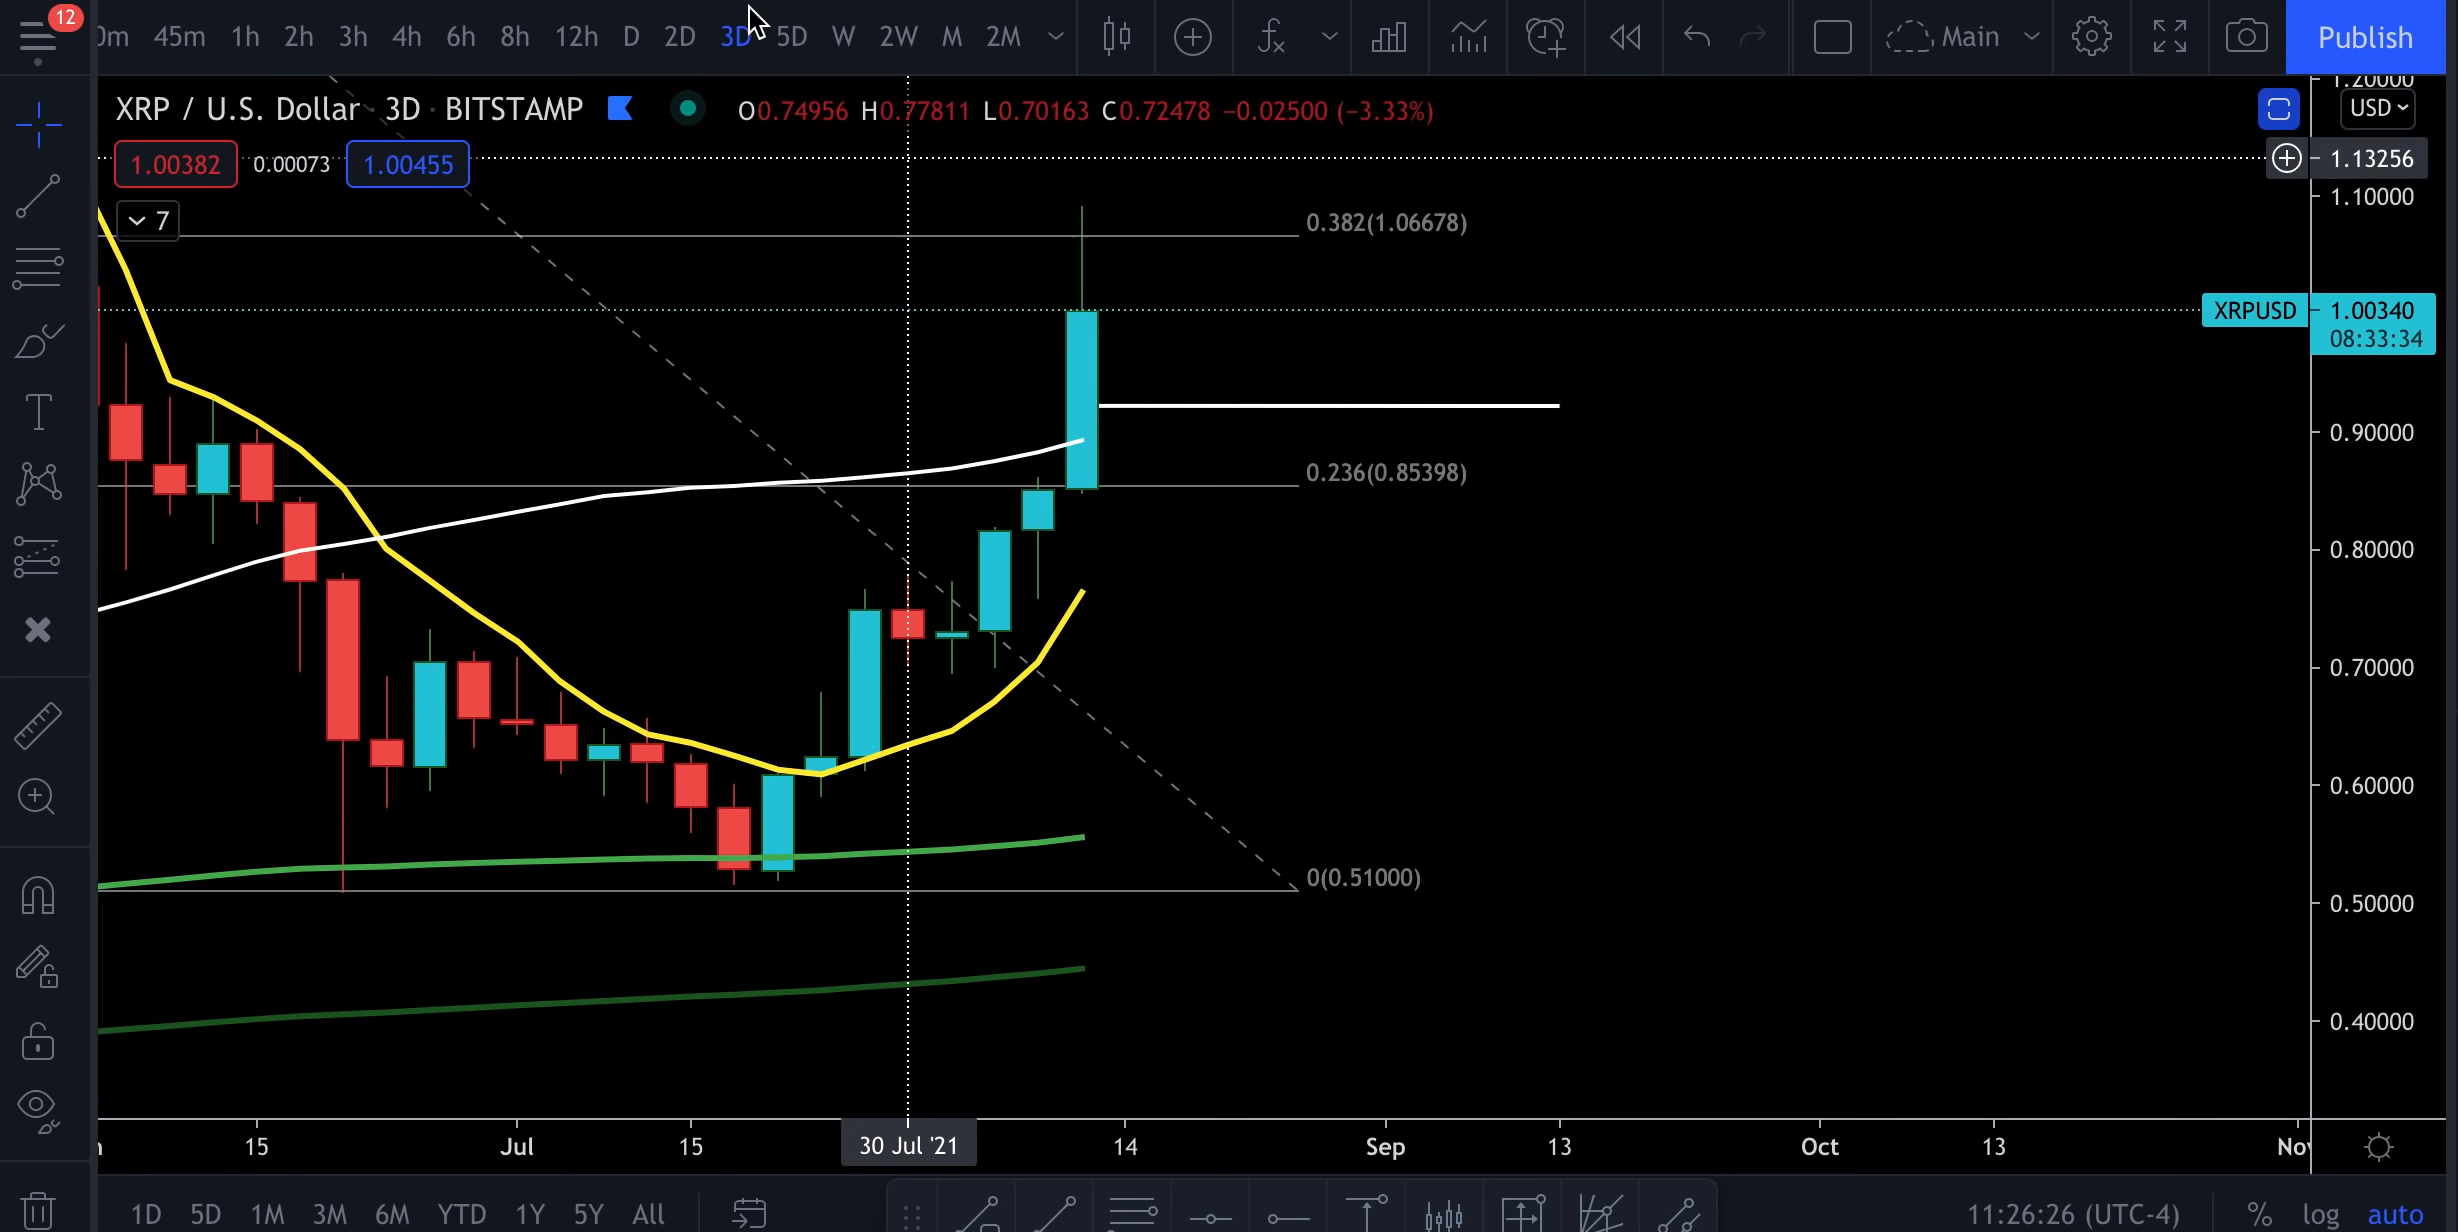 12
45m 1h 2h 3h 4h 6h 8h 12h D 2D 3D 5D W 2W M 2M
Main
Publish
XRP / U.S. Dollar · 3D · BITSTAMP
O0.74956 H0.77811 L0.70163 C0.72478 −0.02500 (−3.33%)
USD
1.00382 0.00073 1.00455
7
1.20000
1.13256
1.10000
0.382(1.06678)
XRPUSD
1.00340
08:33:34
0.90000
0.236(0.85398)
0.80000
0.70000
0.60000
0(0.51000)
0.50000
0.40000
15 Jul 15 30 Jul '21 14 Sep 13 Oct 13
1D 5D 1M 3M 6M YTD 1Y 5Y All
11:26:26 (UTC-4) % log auto